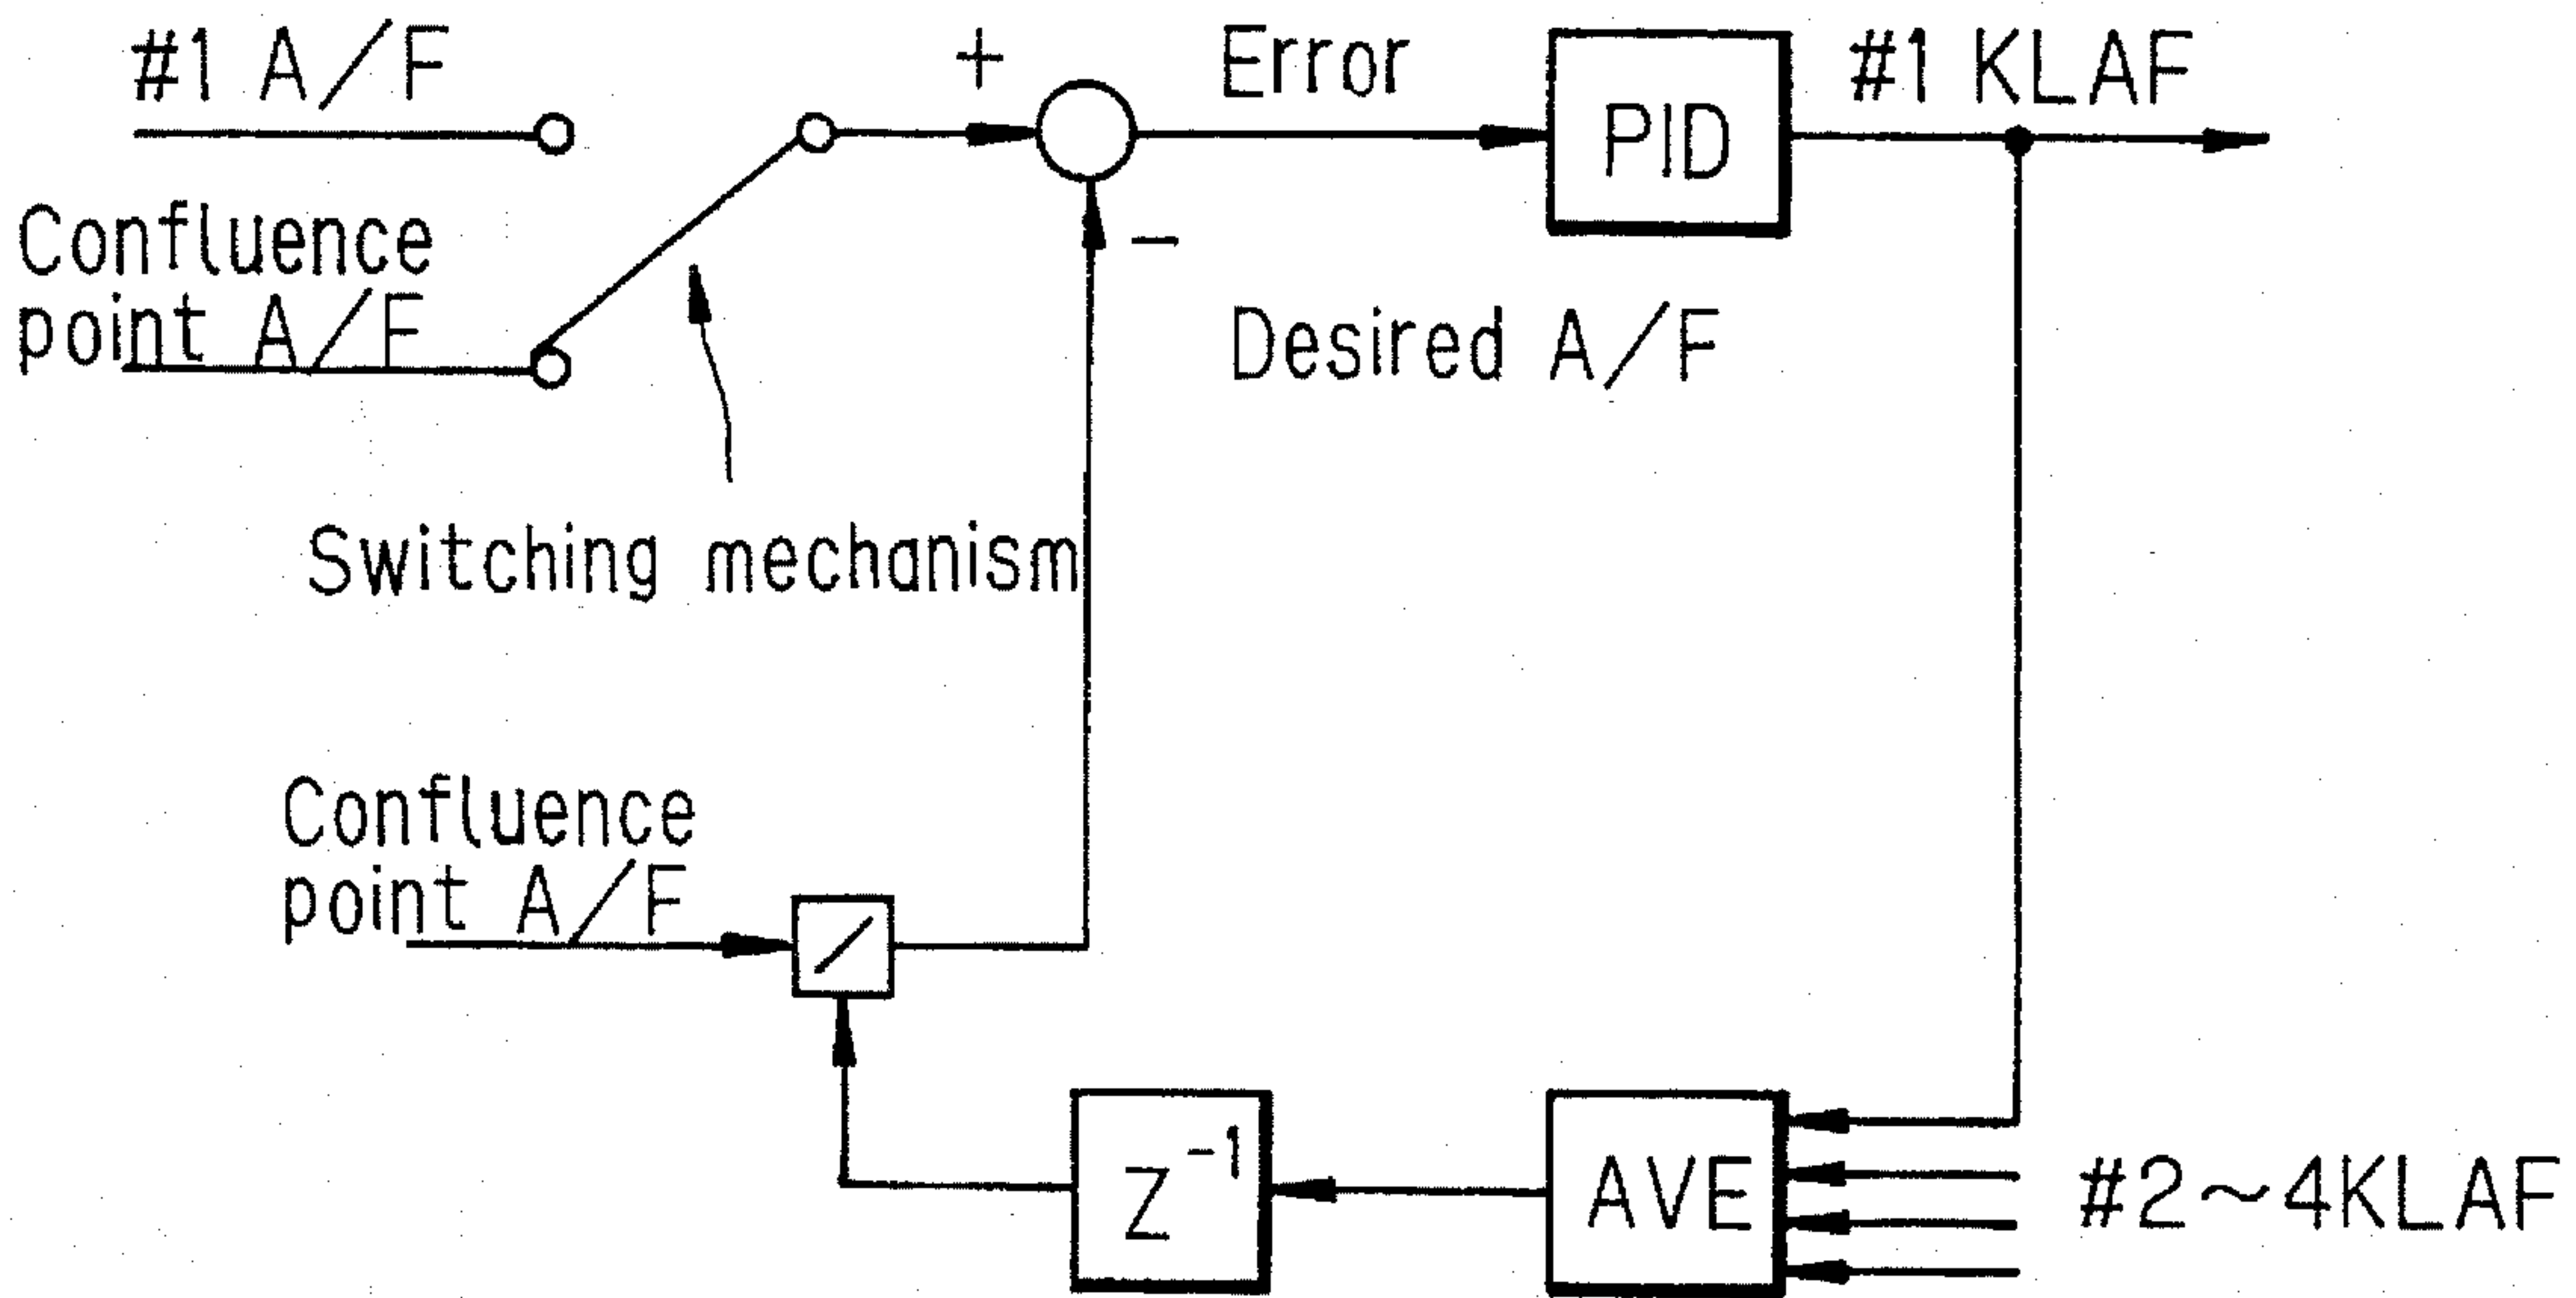 #1 A/F
+
Error
PID
#1 KLAF
Confluence
point A/F
-
Desired A/F
Switching mechanism
Confluence
point A/F
/
Z-1
AVE
#2~4KLAF